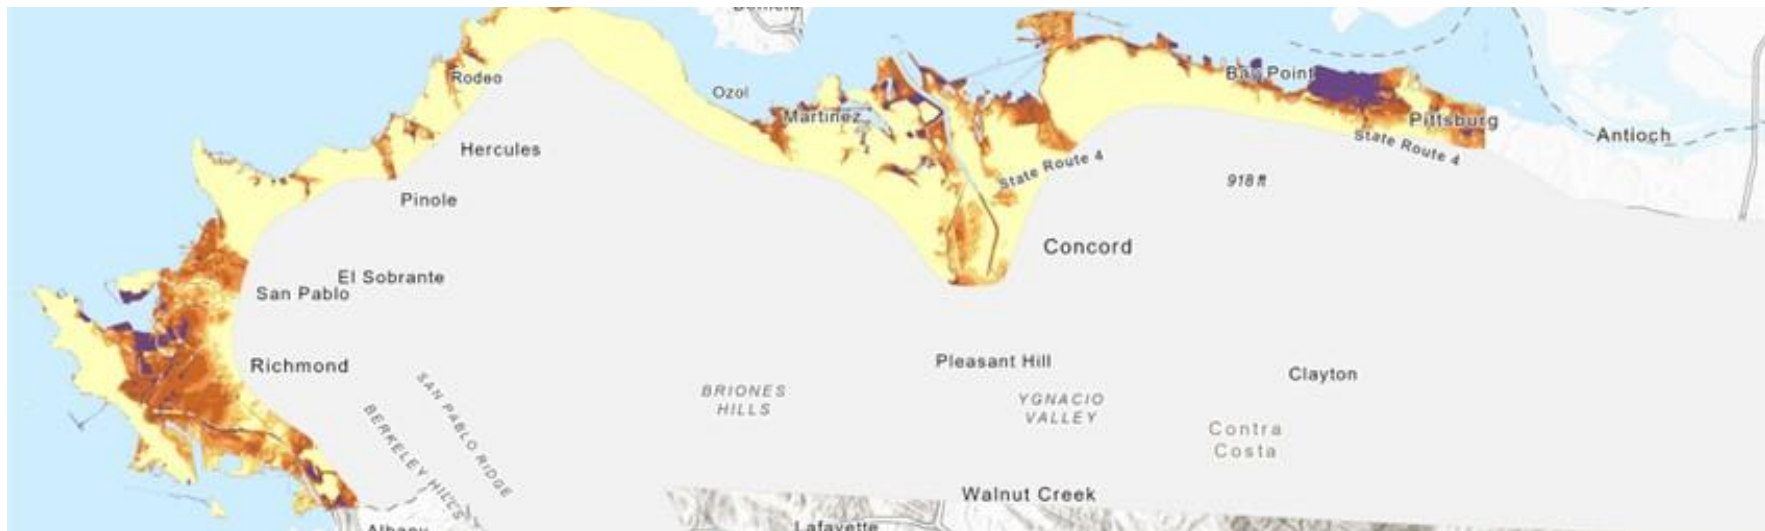 Rodeo
Ozol
Bay Point
Martinez
Pittsburg
Antioch
State Route 4
State Route 4
Hercules
918 ft
Pinole
Concord
El Sobrante
San Pablo
Richmond
Pleasant Hill
Clayton
SAN PABLO RIDGE
BERKELEY HILLS
BRIONES
HILLS
YGNACIO
VALLEY
Contra
Costa
Walnut Creek
Lafayette
Albany